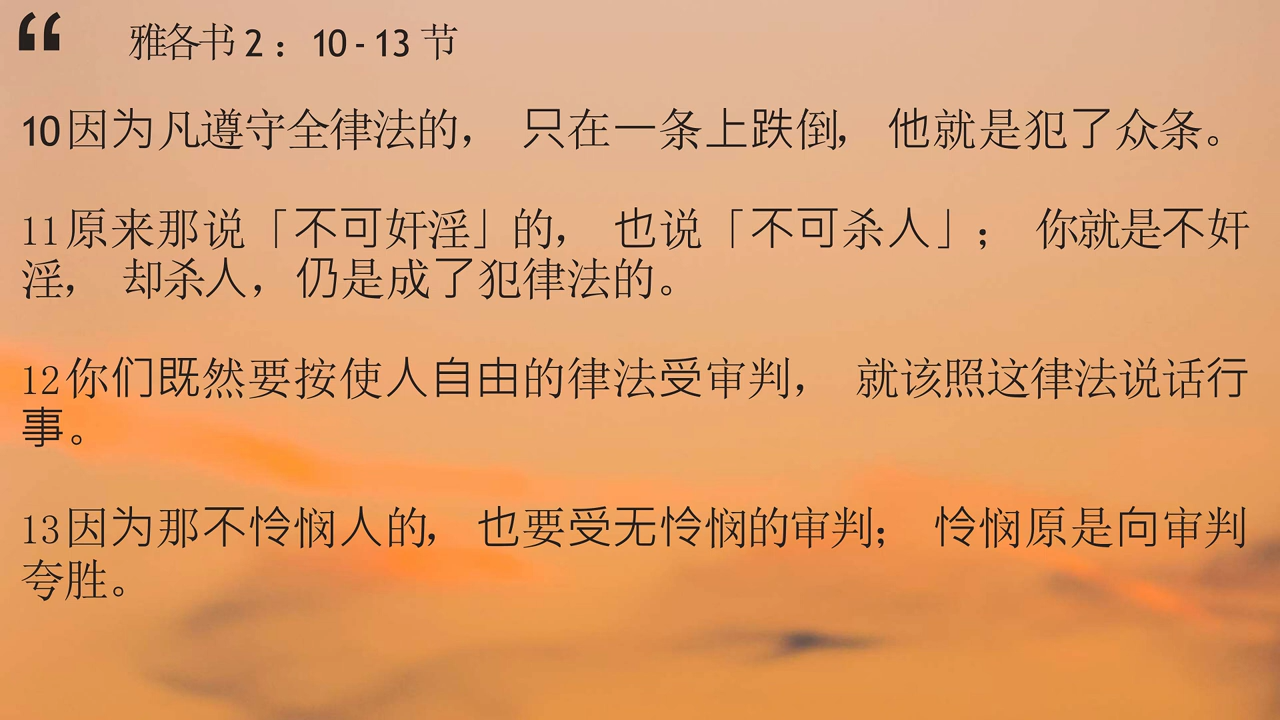 “ 雅各书 2 ： 10 - 13 节
10因为凡遵守全律法的， 只在一条上跌倒， 他就是犯了众条。
11原来那说「不可奸淫」的， 也说「不可杀人」； 你就是不奸
淫， 却杀人，仍是成了犯律法的。
12你们既然要按使人自由的律法受审判， 就该照这律法说话行
事。
13因为那不怜悯人的， 也要受无怜悯的审判； 怜悯原是向审判
夸胜。